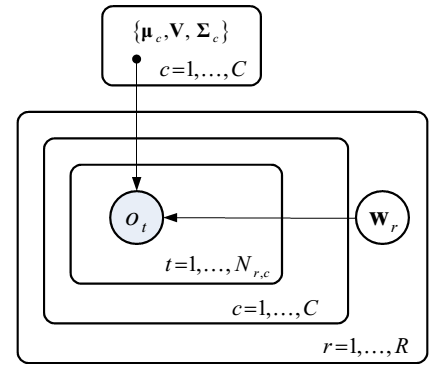 {μ_c, V, Σ_c}
c=1,…,C
o_t
w_r
t=1,…,N_{r,c}
c=1,…,C
r=1,…,R